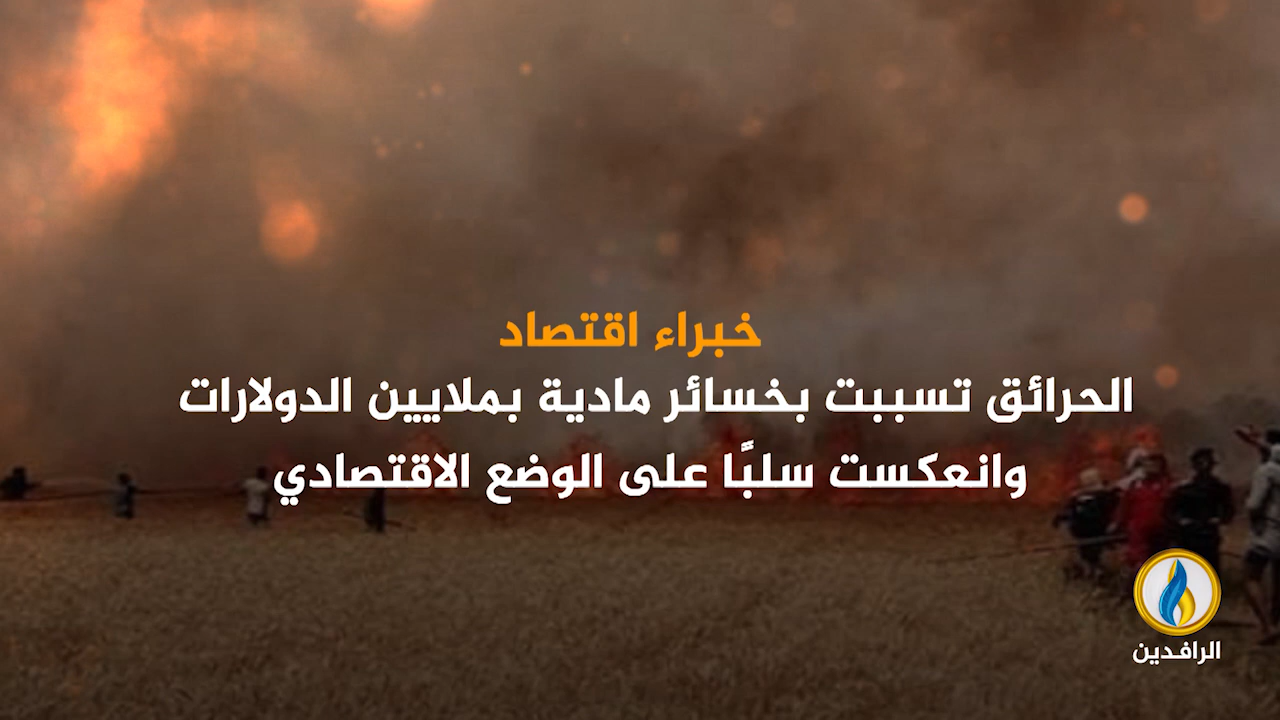 خبراء اقتصاد
الحرائق تسببت بخسائر مادية بملايين الدولارات
وانعكست سلبًا على الوضع الاقتصادي
الرافدين